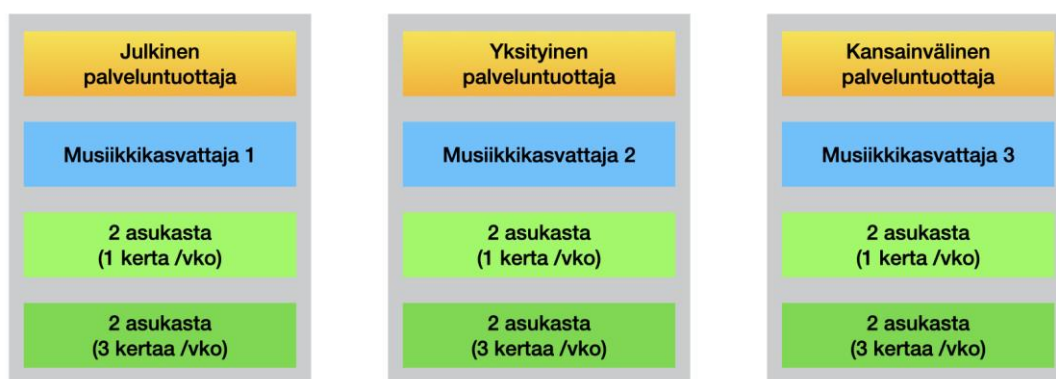 Julkinen
palveluntuottaja
Musiikkikasvattaja 1
2 asukasta
(1 kerta /vko)
2 asukasta
(3 kertaa /vko)
Yksityinen
palveluntuottaja
Musiikkikasvattaja 2
2 asukasta
(1 kerta /vko)
2 asukasta
(3 kertaa /vko)
Kansainvälinen
palveluntuottaja
Musiikkikasvattaja 3
2 asukasta
(1 kerta /vko)
2 asukasta
(3 kertaa /vko)